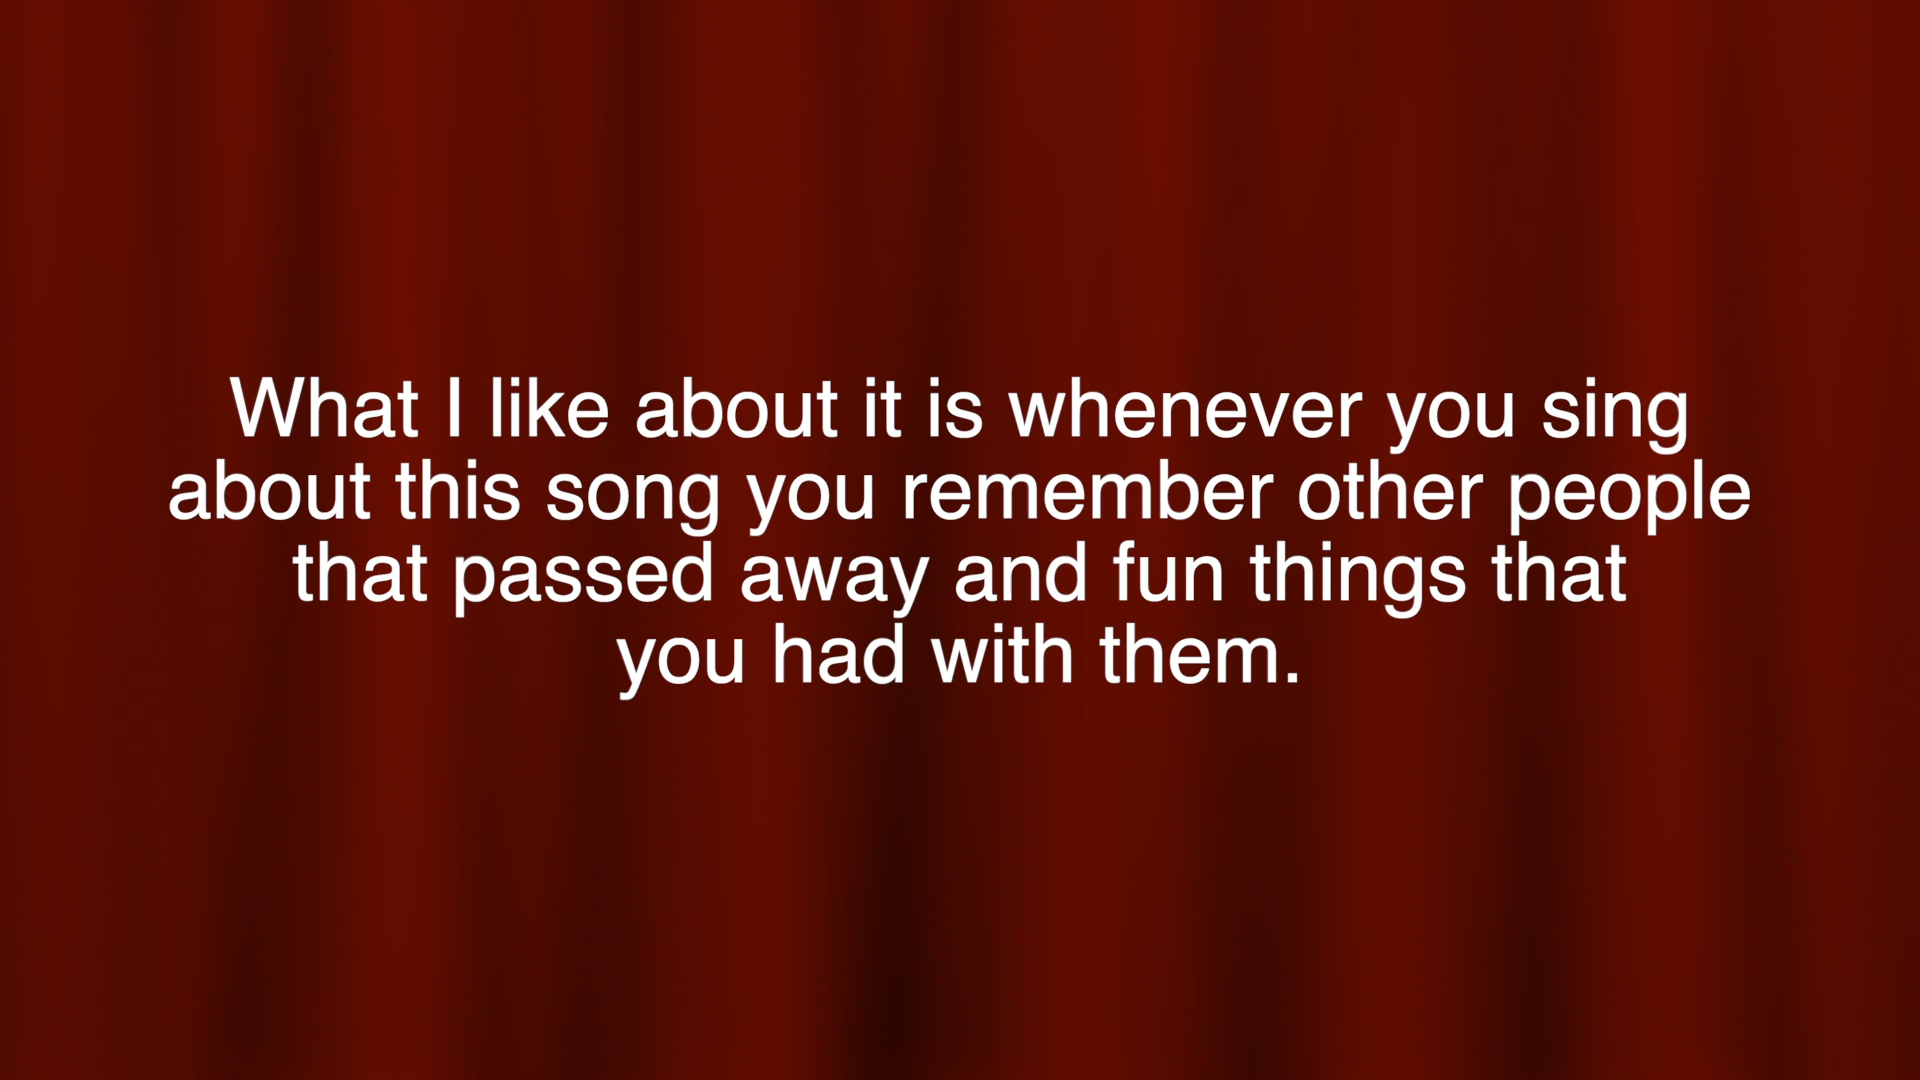 What I like about it is whenever you sing
about this song you remember other people
that passed away and fun things that
you had with them.